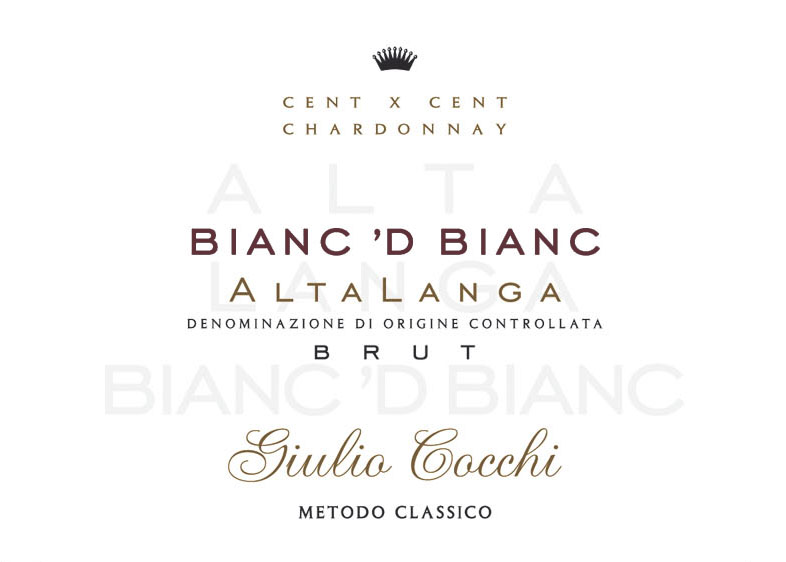 CENT X CENT
CHARDONNAY
ALTA
BIANC 'D BIANC
LANGA
ALTALANGA
DENOMINAZIONE DI ORIGINE CONTROLLATA
BRUT
BIANC 'D BIANC
Giulio Cocchi
METODO CLASSICO